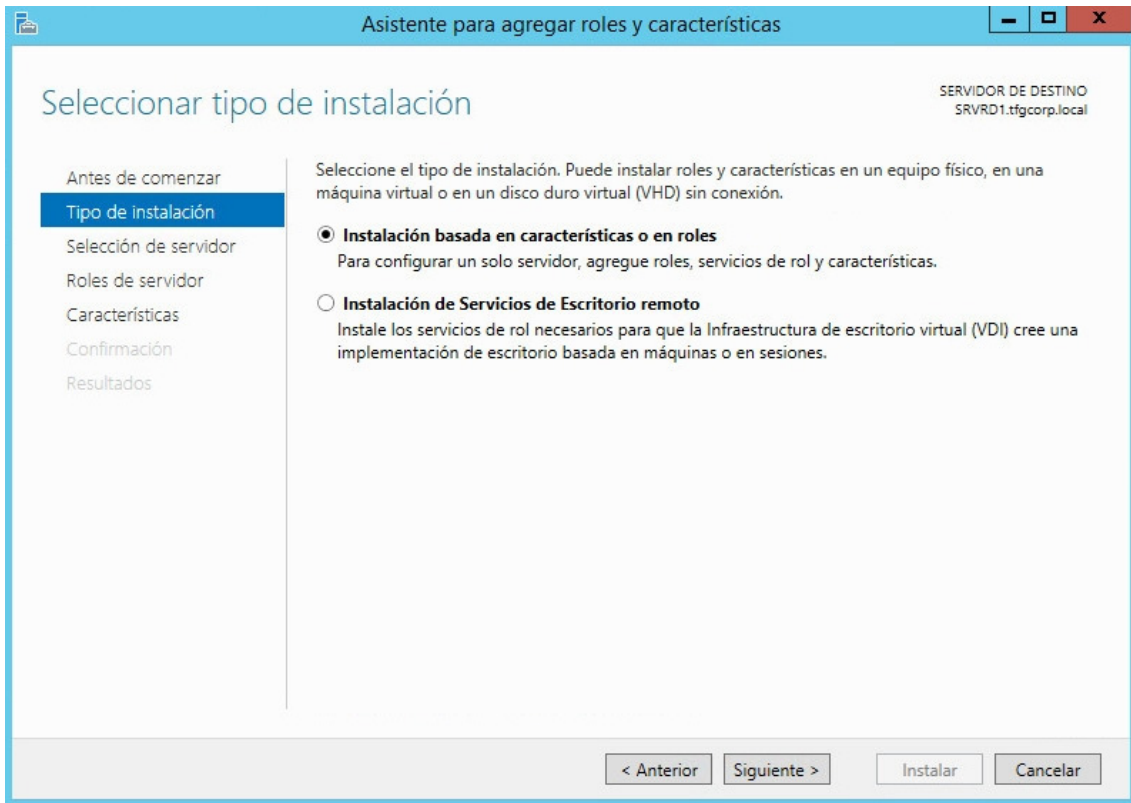 Asistente para agregar roles y características
Seleccionar tipo de instalación
SERVIDOR DE DESTINO
SRVRD1.tfgcorp.local
Antes de comenzar
Tipo de instalación
Selección de servidor
Roles de servidor
Características
Confirmación
Resultados
Seleccione el tipo de instalación. Puede instalar roles y características en un equipo físico, en una
máquina virtual o en un disco duro virtual (VHD) sin conexión.
Instalación basada en características o en roles
Para configurar un solo servidor, agregue roles, servicios de rol y características.
Instalación de Servicios de Escritorio remoto
Instale los servicios de rol necesarios para que la Infraestructura de escritorio virtual (VDI) cree una
implementación de escritorio basada en máquinas o en sesiones.
< Anterior
Siguiente >
Instalar
Cancelar